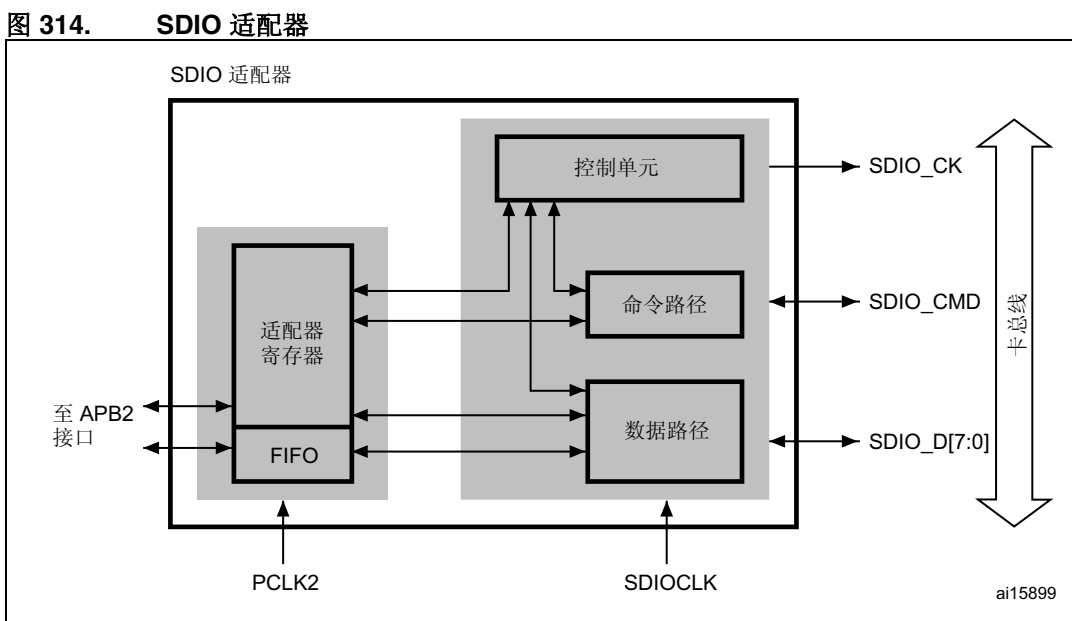 图 314. SDIO 适配器
SDIO 适配器
控制单元
SDIO_CK
命令路径
SDIO_CMD
适配器
寄存器
卡总线
至 APB2
接口
数据路径
SDIO_D[7:0]
FIFO
PCLK2
SDIOCLK
ai15899